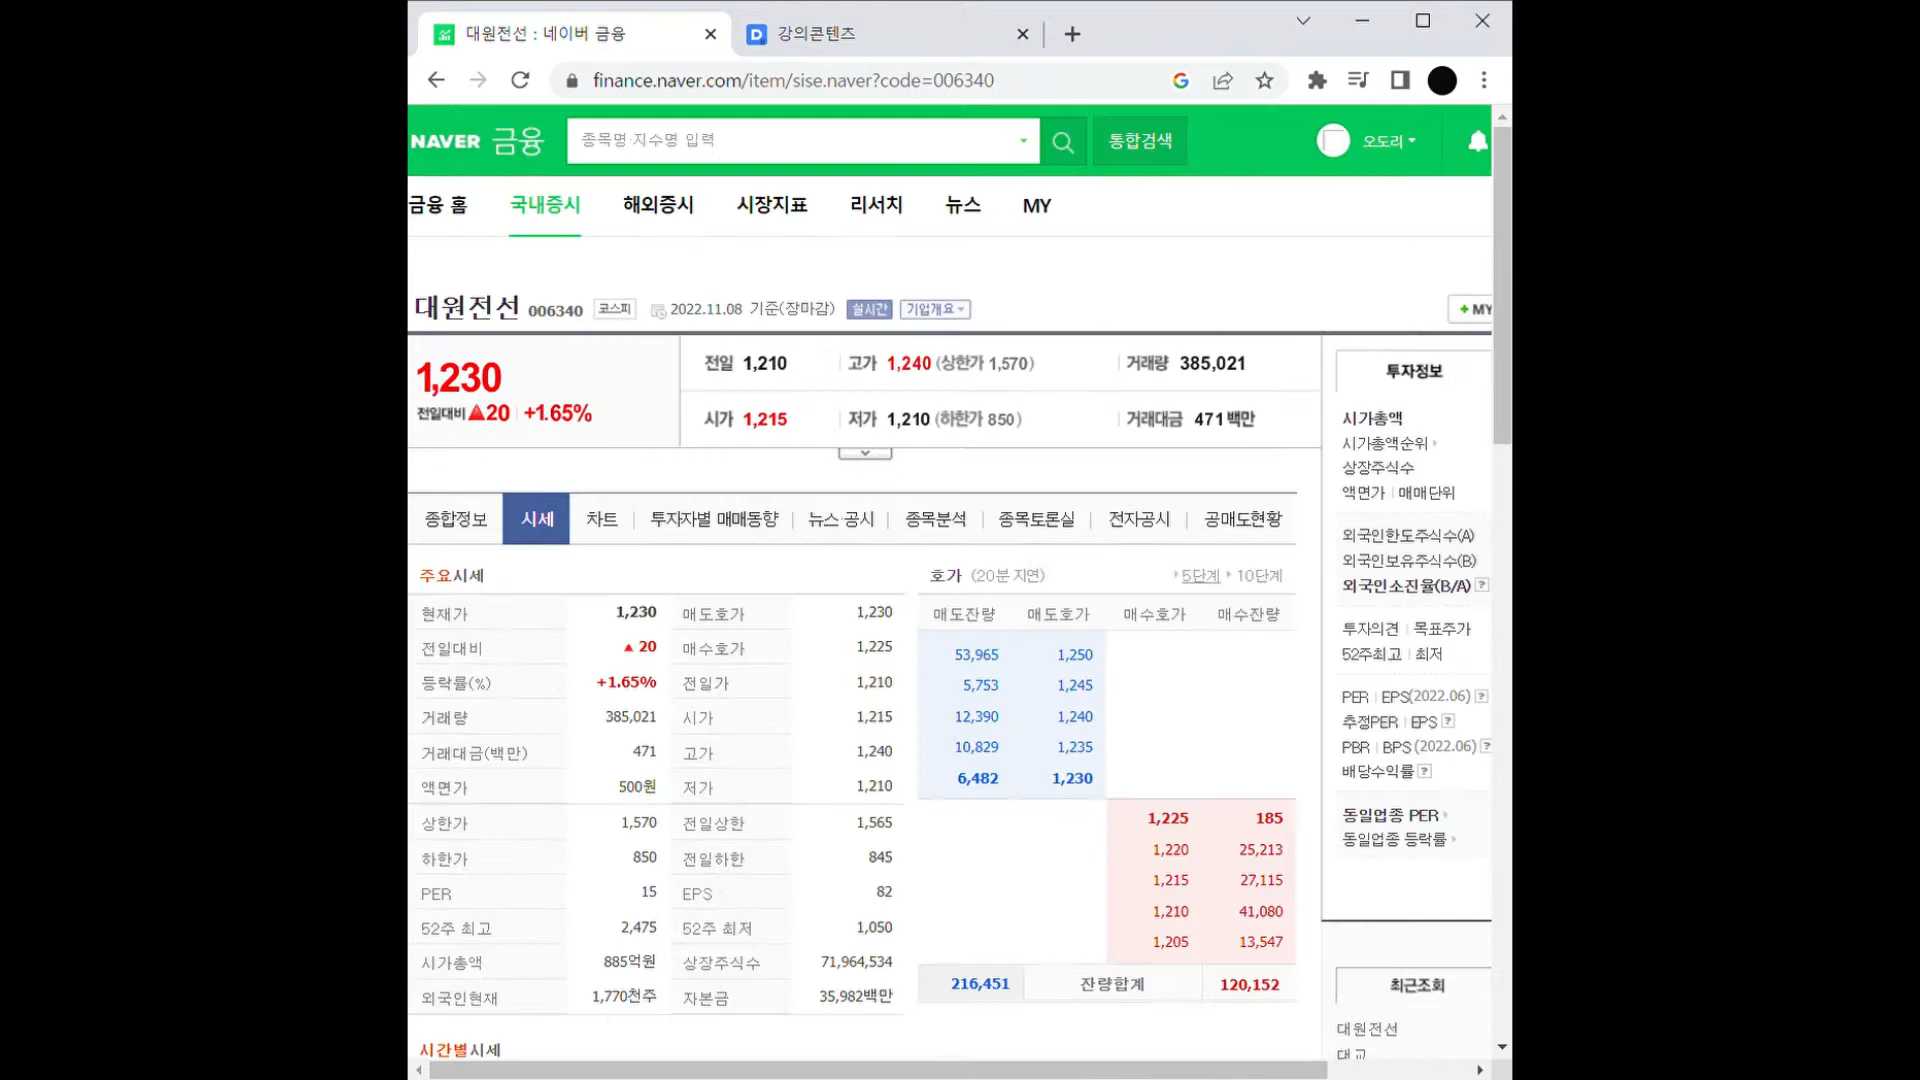 대원전선 : 네이버 금융
강의콘텐츠
finance.naver.com/item/sise.naver?code=006340
NAVER 금융
종목명·지수명 입력
통합검색
오도리
금융 홈 국내증시 해외증시 시장지표 리서치 뉴스 MY
대원전선 006340 코스피 2022.11.08 기준(장마감) 실시간 기업개요
+ MY
1,230
전일대비 ▲20 +1.65%
전일 1,210 고가 1,240 (상한가 1,570) 거래량 385,021
시가 1,215 저가 1,210 (하한가 850) 거래대금 471백만
종합정보 시세 차트 투자자별 매매동향 뉴스·공시 종목분석 종목토론실 전자공시 공매도현황
주요시세
현재가 1,230 매도호가 1,230
전일대비 ▲ 20 매수호가 1,225
등락률(%) +1.65% 전일가 1,210
거래량 385,021 시가 1,215
거래대금(백만) 471 고가 1,240
액면가 500원 저가 1,210
상한가 1,570 전일상한 1,565
하한가 850 전일하한 845
PER 15 EPS 82
52주 최고 2,475 52주 최저 1,050
시가총액 885억원 상장주식수 71,964,534
외국인현재 1,770천주 자본금 35,982백만
호가 (20분 지연) 5단계 10단계
매도잔량 매도호가 매수호가 매수잔량
53,965 1,250
5,753 1,245
12,390 1,240
10,829 1,235
6,482 1,230
1,225 185
1,220 25,213
1,215 27,115
1,210 41,080
1,205 13,547
216,451 잔량합계 120,152
시간별시세
투자정보
시가총액
시가총액순위
상장주식수
액면가 매매단위
외국인한도주식수(A)
외국인보유주식수(B)
외국인소진율(B/A) ?
투자의견 목표주가
52주최고 최저
PER EPS(2022.06) ?
추정PER EPS ?
PBR BPS (2022.06) ?
배당수익률 ?
동일업종 PER
동일업종 등락률
최근조회
대원전선
대교